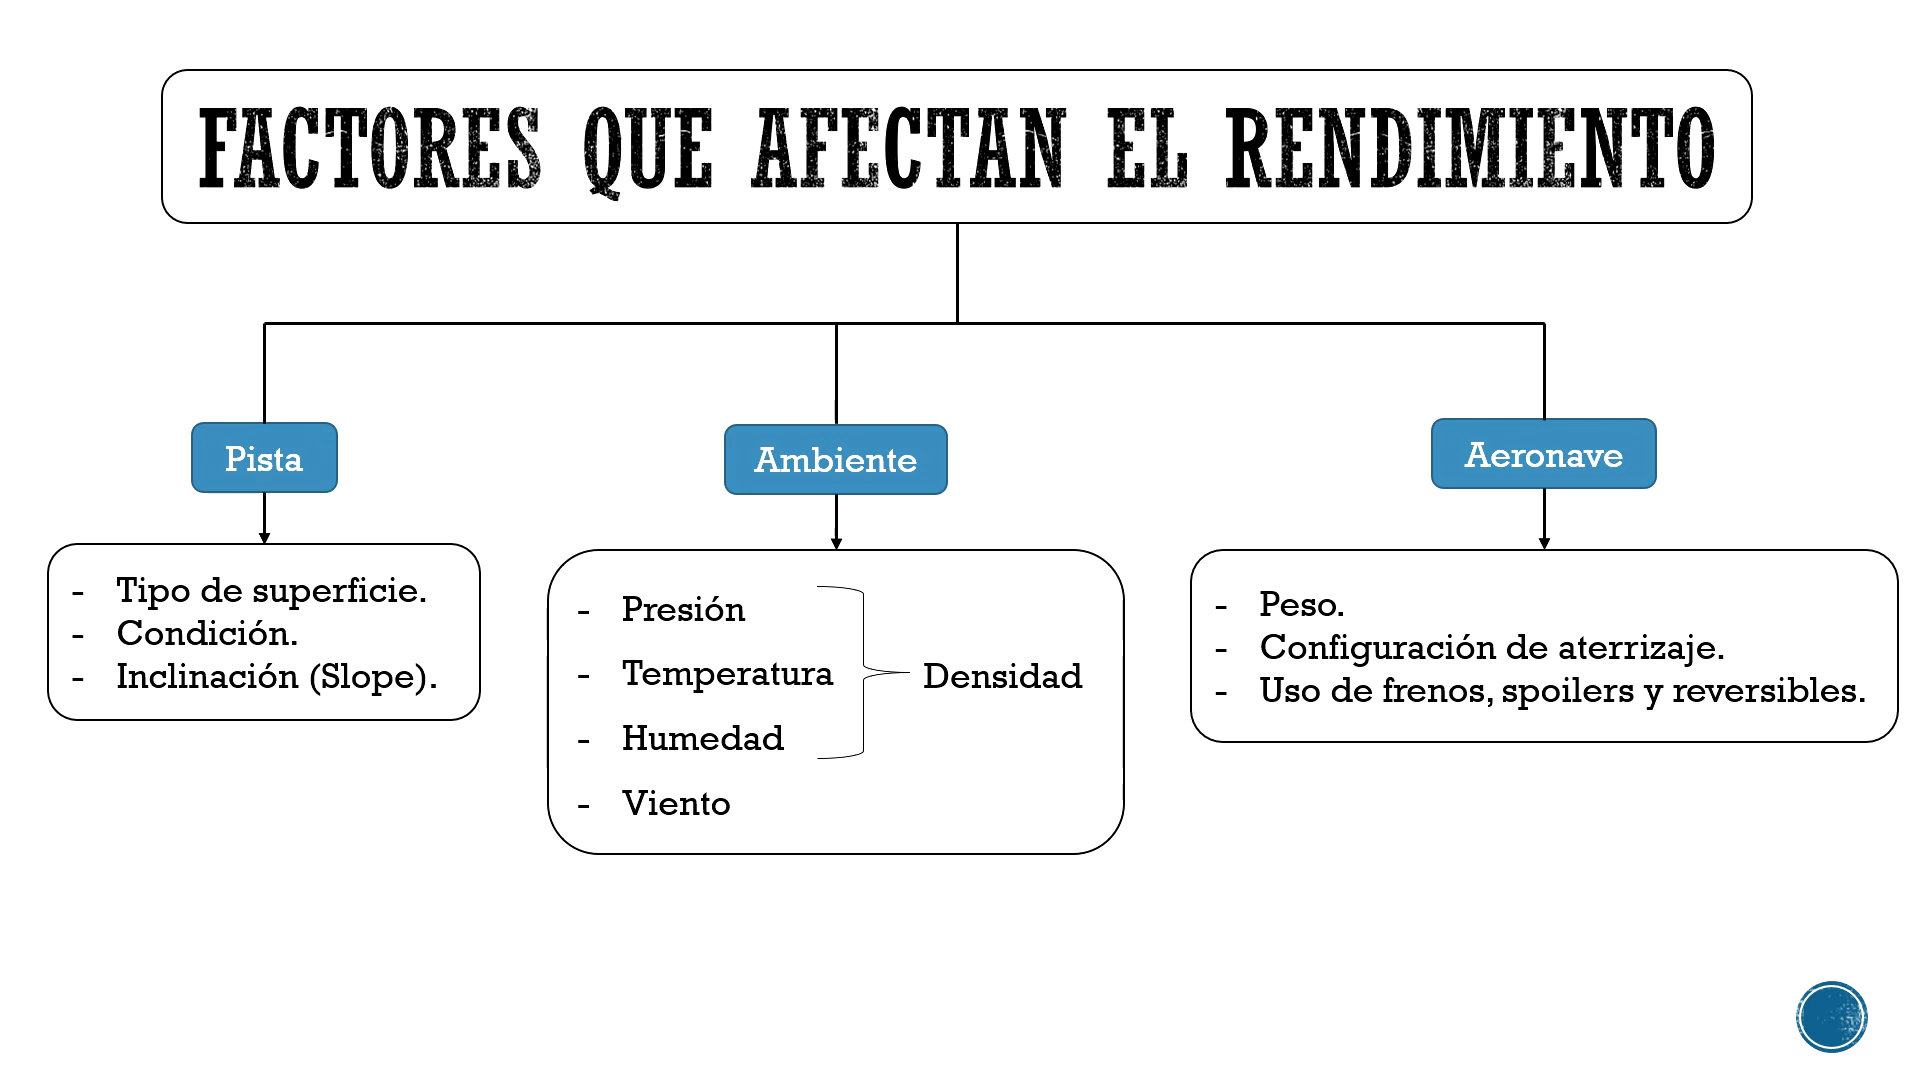 FACTORES QUE AFECTAN EL RENDIMIENTO
Pista
- Tipo de superficie.
- Condición.
- Inclinación (Slope).
Ambiente
- Presión
- Temperatura
- Humedad
Densidad
- Viento
Aeronave
- Peso.
- Configuración de aterrizaje.
- Uso de frenos, spoilers y reversibles.